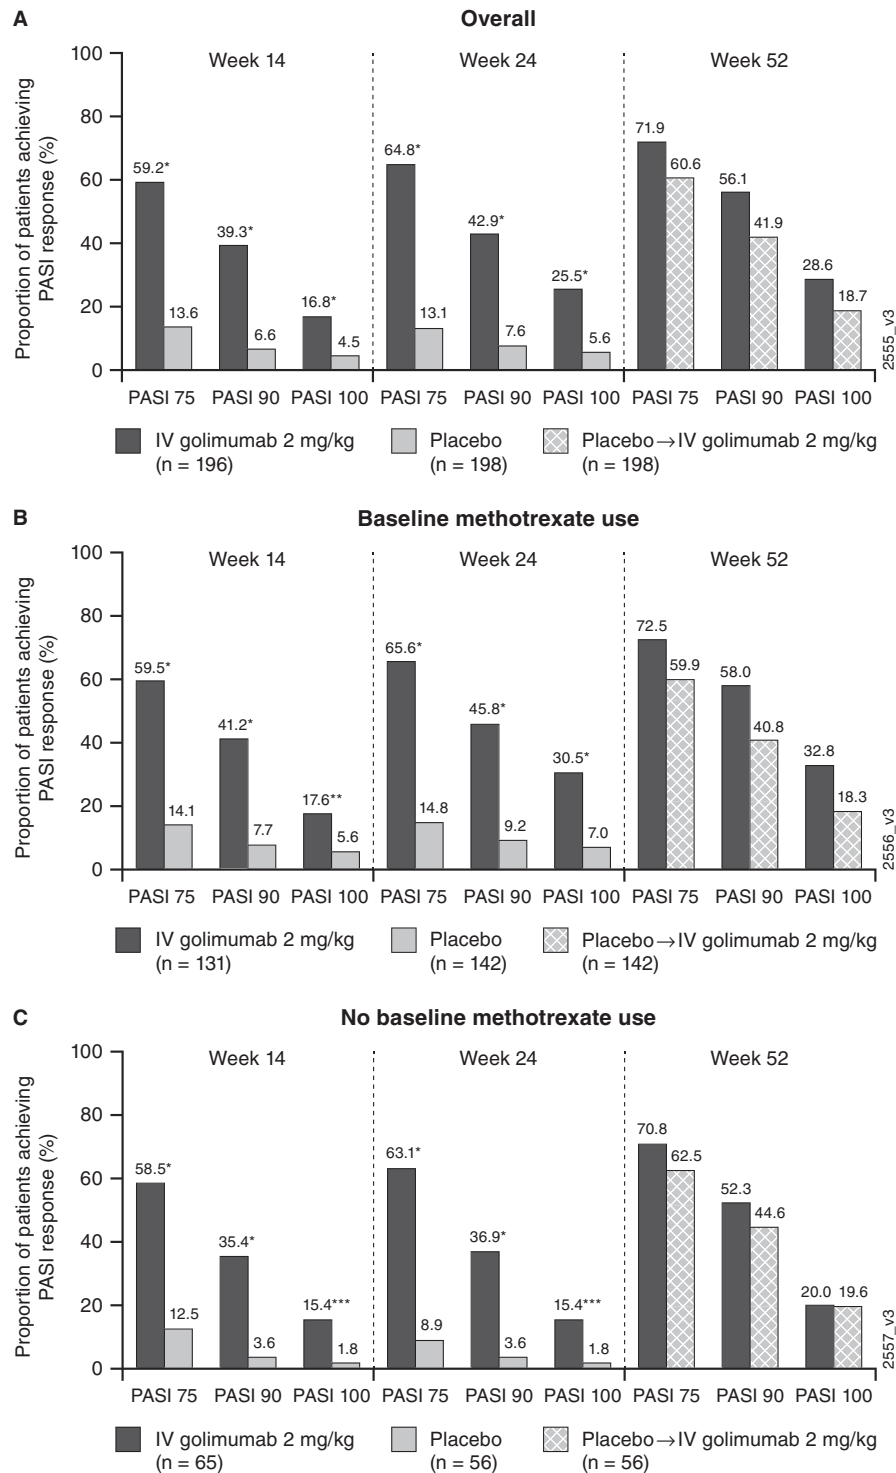 A
Overall
Proportion of patients achieving
PASI response (%)
100
80
60
40
20
0
Week 14
Week 24
Week 52
59.2*
13.6
39.3*
6.6
16.8*
4.5
64.8*
13.1
42.9*
7.6
25.5*
5.6
71.9
60.6
56.1
41.9
28.6
18.7
PASI 75 PASI 90 PASI 100 PASI 75 PASI 90 PASI 100 PASI 75 PASI 90 PASI 100
2555_v3
IV golimumab 2 mg/kg
(n = 196)
Placebo
(n = 198)
Placebo→IV golimumab 2 mg/kg
(n = 198)
B
Baseline methotrexate use
Proportion of patients achieving
PASI response (%)
100
80
60
40
20
0
Week 14
Week 24
Week 52
59.5*
14.1
41.2*
7.7
17.6**
5.6
65.6*
14.8
45.8*
9.2
30.5*
7.0
72.5
59.9
58.0
40.8
32.8
18.3
PASI 75 PASI 90 PASI 100 PASI 75 PASI 90 PASI 100 PASI 75 PASI 90 PASI 100
2556_v3
IV golimumab 2 mg/kg
(n = 131)
Placebo
(n = 142)
Placebo→IV golimumab 2 mg/kg
(n = 142)
C
No baseline methotrexate use
Proportion of patients achieving
PASI response (%)
100
80
60
40
20
0
Week 14
Week 24
Week 52
58.5*
12.5
35.4*
3.6
15.4***
1.8
63.1*
8.9
36.9*
3.6
15.4***
1.8
70.8
62.5
52.3
44.6
20.0
19.6
PASI 75 PASI 90 PASI 100 PASI 75 PASI 90 PASI 100 PASI 75 PASI 90 PASI 100
2557_v3
IV golimumab 2 mg/kg
(n = 65)
Placebo
(n = 56)
Placebo→IV golimumab 2 mg/kg
(n = 56)